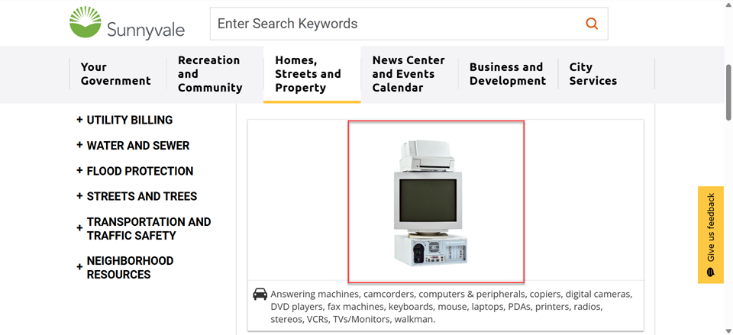 Sunnyvale
Enter Search Keywords
Your
Government
Recreation
and
Community
Homes,
Streets and
Property
News Center
and Events
Calendar
Business and
Development
City
Services
+ UTILITY BILLING
+ WATER AND SEWER
+ FLOOD PROTECTION
+ STREETS AND TREES
+ TRANSPORTATION AND
TRAFFIC SAFETY
+ NEIGHBORHOOD
RESOURCES
Answering machines, camcorders, computers & peripherals, copiers, digital cameras,
DVD players, fax machines, keyboards, mouse, laptops, PDAs, printers, radios,
stereos, VCRs, TVs/Monitors, walkman.
Give us feedback